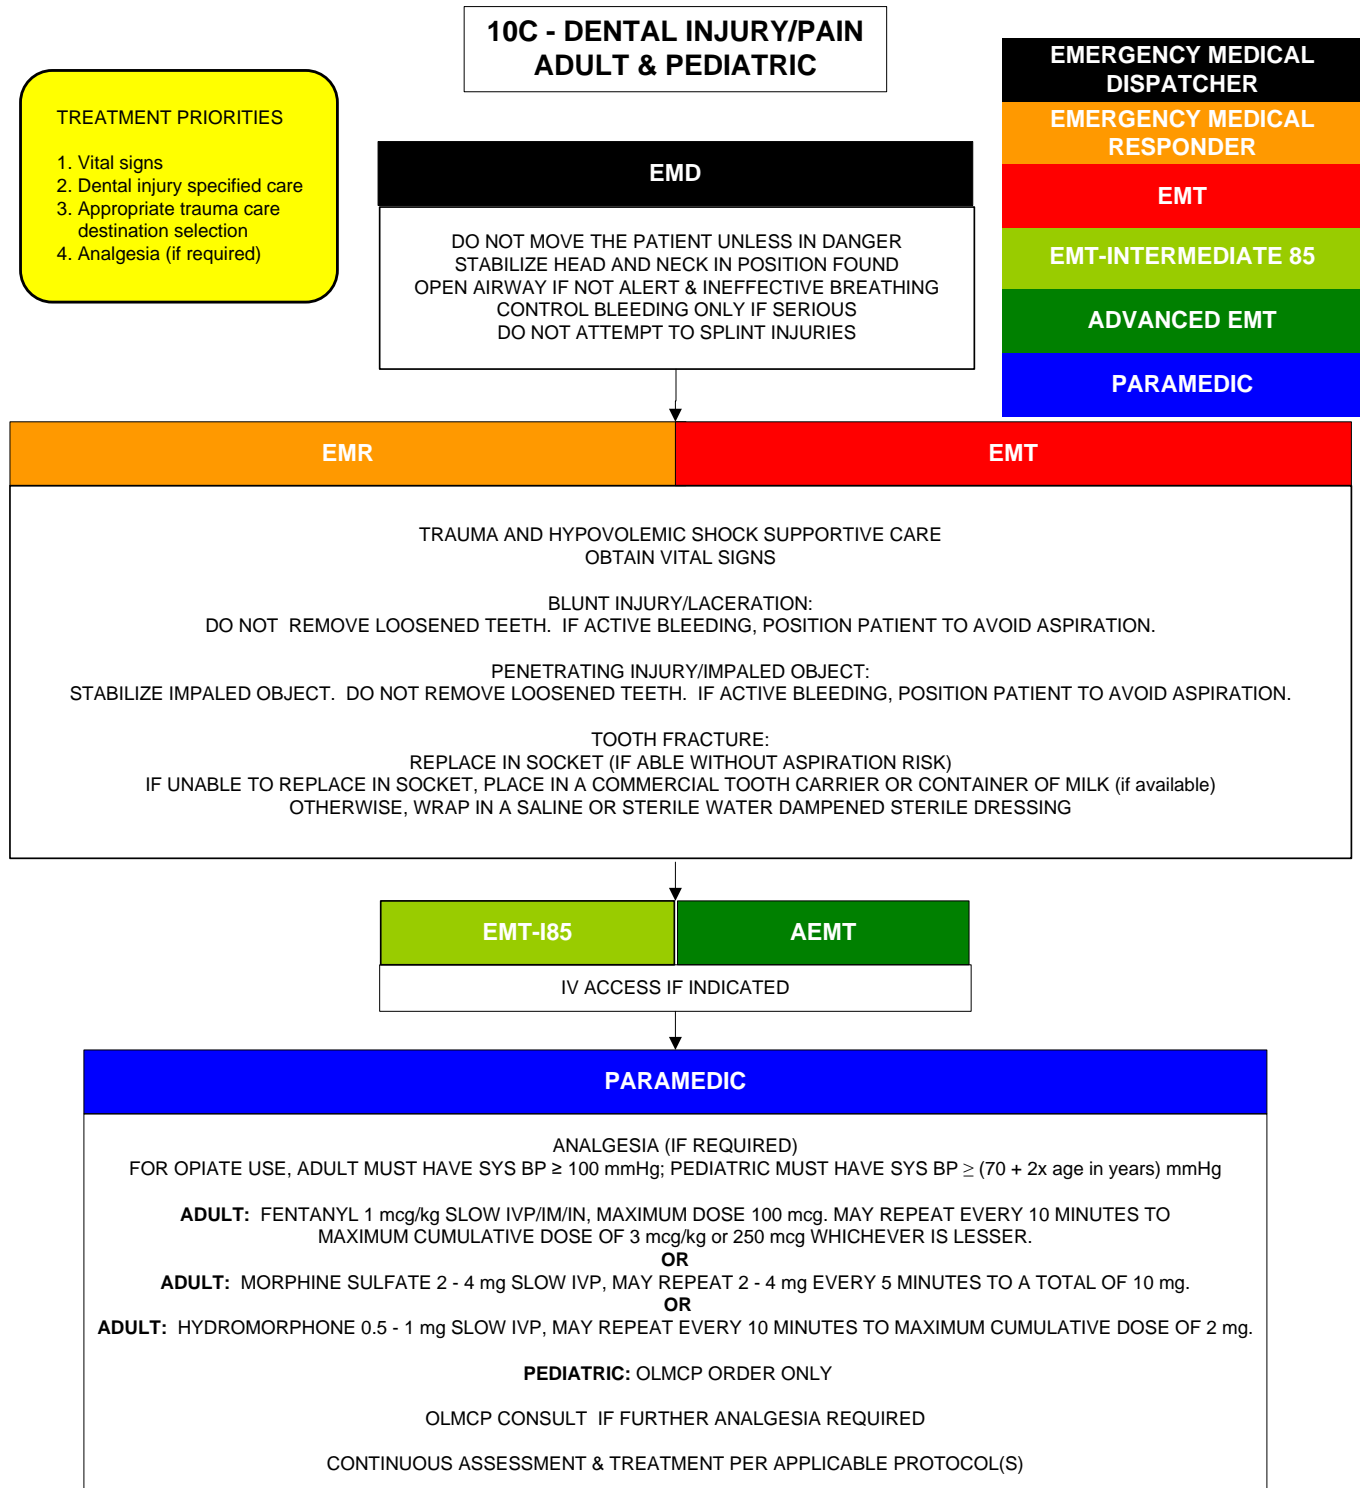 10C - DENTAL INJURY/PAIN
ADULT & PEDIATRIC
TREATMENT PRIORITIES
1. Vital signs
2. Dental injury specified care
3. Appropriate trauma care
destination selection
4. Analgesia (if required)
EMERGENCY MEDICAL
DISPATCHER
EMERGENCY MEDICAL
RESPONDER
EMT
EMT-INTERMEDIATE 85
ADVANCED EMT
PARAMEDIC
EMD
DO NOT MOVE THE PATIENT UNLESS IN DANGER
STABILIZE HEAD AND NECK IN POSITION FOUND
OPEN AIRWAY IF NOT ALERT & INEFFECTIVE BREATHING
CONTROL BLEEDING ONLY IF SERIOUS
DO NOT ATTEMPT TO SPLINT INJURIES
EMR
EMT
TRAUMA AND HYPOVOLEMIC SHOCK SUPPORTIVE CARE
OBTAIN VITAL SIGNS
BLUNT INJURY/LACERATION:
DO NOT  REMOVE LOOSENED TEETH.  IF ACTIVE BLEEDING, POSITION PATIENT TO AVOID ASPIRATION.
PENETRATING INJURY/IMPALED OBJECT:
STABILIZE IMPALED OBJECT.  DO NOT REMOVE LOOSENED TEETH.  IF ACTIVE BLEEDING, POSITION PATIENT TO AVOID ASPIRATION.
TOOTH FRACTURE:
REPLACE IN SOCKET (IF ABLE WITHOUT ASPIRATION RISK)
IF UNABLE TO REPLACE IN SOCKET, PLACE IN A COMMERCIAL TOOTH CARRIER OR CONTAINER OF MILK (if available)
OTHERWISE, WRAP IN A SALINE OR STERILE WATER DAMPENED STERILE DRESSING
EMT-I85
AEMT
IV ACCESS IF INDICATED
PARAMEDIC
ANALGESIA (IF REQUIRED)
FOR OPIATE USE, ADULT MUST HAVE SYS BP ≥ 100 mmHg; PEDIATRIC MUST HAVE SYS BP ≥ (70 + 2x age in years) mmHg
ADULT:  FENTANYL 1 mcg/kg SLOW IVP/IM/IN, MAXIMUM DOSE 100 mcg. MAY REPEAT EVERY 10 MINUTES TO
MAXIMUM CUMULATIVE DOSE OF 3 mcg/kg or 250 mcg WHICHEVER IS LESSER.
OR
ADULT:  MORPHINE SULFATE 2 - 4 mg SLOW IVP, MAY REPEAT 2 - 4 mg EVERY 5 MINUTES TO A TOTAL OF 10 mg.
OR
ADULT:  HYDROMORPHONE 0.5 - 1 mg SLOW IVP, MAY REPEAT EVERY 10 MINUTES TO MAXIMUM CUMULATIVE DOSE OF 2 mg.
PEDIATRIC: OLMCP ORDER ONLY
OLMCP CONSULT  IF FURTHER ANALGESIA REQUIRED
CONTINUOUS ASSESSMENT & TREATMENT PER APPLICABLE PROTOCOL(S)